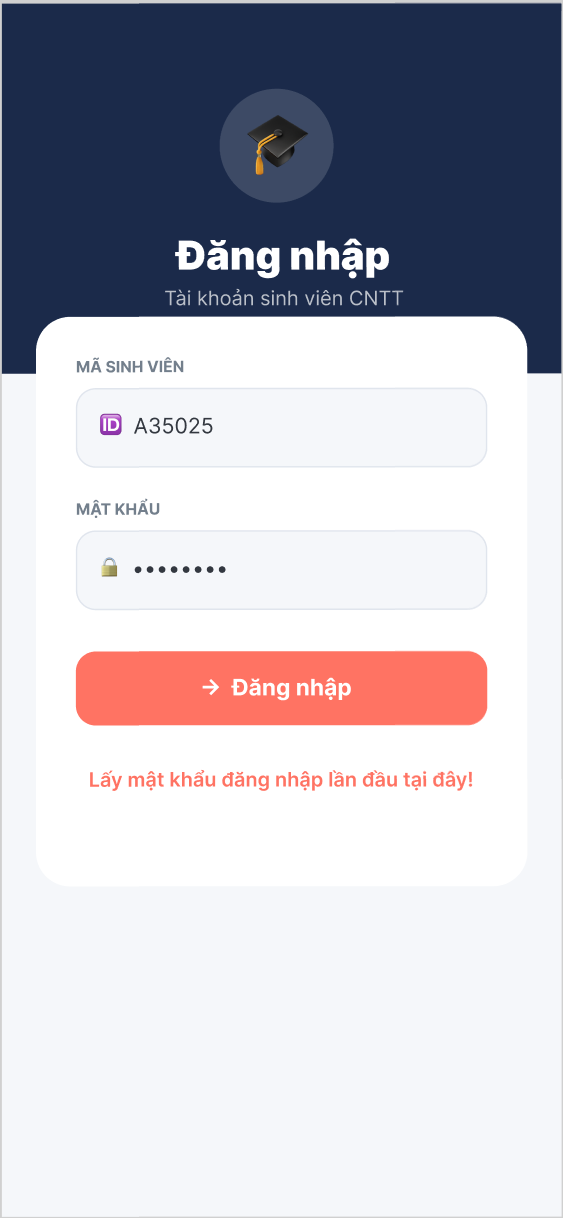 Đăng nhập
Tài khoản sinh viên CNTT
MÃ SINH VIÊN
🆔 A35025
MẬT KHẨU
🔒 ••••••••
→ Đăng nhập
Lấy mật khẩu đăng nhập lần đầu tại đây!